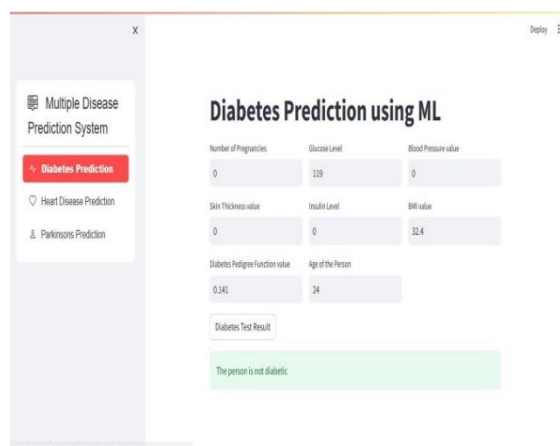 X
Deploy
Multiple Disease
Prediction System
Diabetes Prediction
Heart Disease Prediction
Parkinsons Prediction
Diabetes Prediction using ML
Number of Pregnancies Glucose Level Blood Pressure value
0 119 0
Skin Thickness value Insulin Level BMI value
0 0 32.4
Diabetes Pedigree Function value Age of the Person
0.141 24
Diabetes Test Result
The person is not diabetic